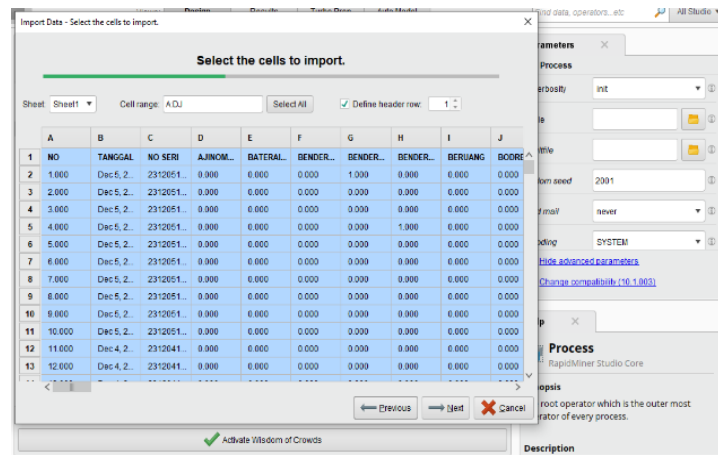 Import Data - Select the cells to import.
Find data, operators...etc
All Studio
Select the cells to import.
Sheet Sheet1 Cell range: A:DJ Select All Define header row: 1
A B C D E F G H I J
1 NO TANGGAL NO SERI AJINOM... BATERAI... BENDER... BENDER... BENDER... BERUANG BODRE
2 1.000 Dec 5, 2... 2312051... 0.000 0.000 0.000 1.000 0.000 0.000 0.000
3 2.000 Dec 5, 2... 2312051... 0.000 0.000 0.000 0.000 0.000 0.000 0.000
4 3.000 Dec 5, 2... 2312051... 0.000 0.000 0.000 0.000 0.000 0.000 0.000
5 4.000 Dec 5, 2... 2312051... 0.000 0.000 0.000 0.000 1.000 0.000 0.000
6 5.000 Dec 5, 2... 2312051... 0.000 0.000 0.000 0.000 0.000 0.000 0.000
7 6.000 Dec 5, 2... 2312051... 0.000 0.000 0.000 0.000 0.000 0.000 0.000
8 7.000 Dec 5, 2... 2312051... 0.000 0.000 0.000 0.000 0.000 0.000 0.000
9 8.000 Dec 5, 2... 2312051... 0.000 0.000 0.000 0.000 0.000 0.000 0.000
10 9.000 Dec 5, 2... 2312051... 0.000 0.000 0.000 0.000 0.000 0.000 0.000
11 10.000 Dec 5, 2... 2312051... 0.000 0.000 0.000 0.000 0.000 0.000 0.000
12 11.000 Dec 4, 2... 2312041... 0.000 0.000 0.000 0.000 0.000 0.000 0.000
13 12.000 Dec 4, 2... 2312041... 0.000 0.000 0.000 0.000 0.000 0.000 0.000
Previous Next Cancel
Activate Wisdom of Crowds
rameters
Process
erbosity init
ltfile
dom seed 2001
d mail never
oding SYSTEM
Hide advanced parameters
Change compatibility (10.1.003)
Process
RapidMiner Studio Core
opsis
root operator which is the outer most
rator of every process.
Description